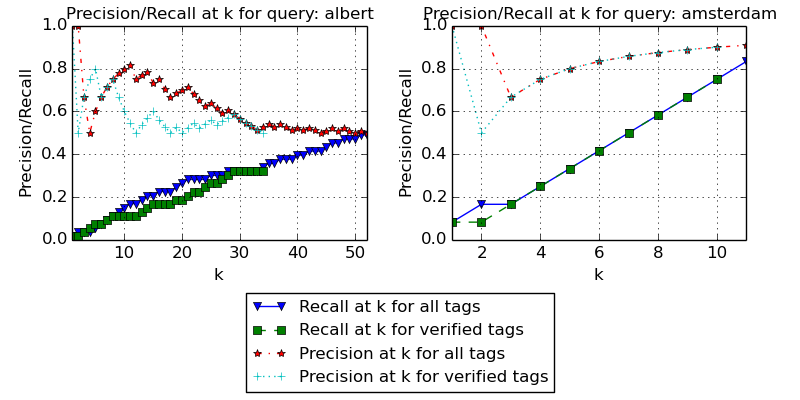 Precision/Recall at k for query: albert
1.0
0.8
0.6
0.4
0.2
0.0
Precision/Recall
10 20 30 40 50
k
Precision/Recall at k for query: amsterdam
1.0
0.8
0.6
0.4
0.2
0.0
Precision/Recall
2 4 6 8 10
k
Recall at k for all tags
Recall at k for verified tags
Precision at k for all tags
Precision at k for verified tags